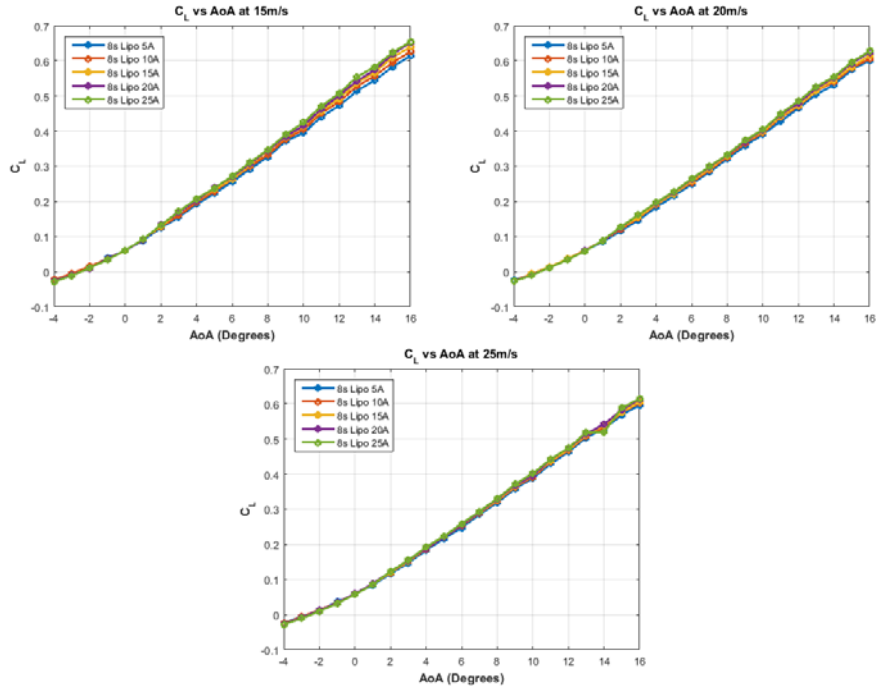 C_L vs AoA at 15m/s
0.7
0.6
0.5
0.4
0.3
0.2
0.1
0
-0.1
C_L
8s Lipo 5A
8s Lipo 10A
8s Lipo 15A
8s Lipo 20A
8s Lipo 25A
-4 -2 0 2 4 6 8 10 12 14 16
AoA (Degrees)
C_L vs AoA at 20m/s
0.7
0.6
0.5
0.4
0.3
0.2
0.1
0
-0.1
C_L
8s Lipo 5A
8s Lipo 10A
8s Lipo 15A
8s Lipo 20A
8s Lipo 25A
-4 -2 0 2 4 6 8 10 12 14 16
AoA (Degrees)
C_L vs AoA at 25m/s
0.7
0.6
0.5
0.4
0.3
0.2
0.1
0
-0.1
C_L
8s Lipo 5A
8s Lipo 10A
8s Lipo 15A
8s Lipo 20A
8s Lipo 25A
-4 -2 0 2 4 6 8 10 12 14 16
AoA (Degrees)